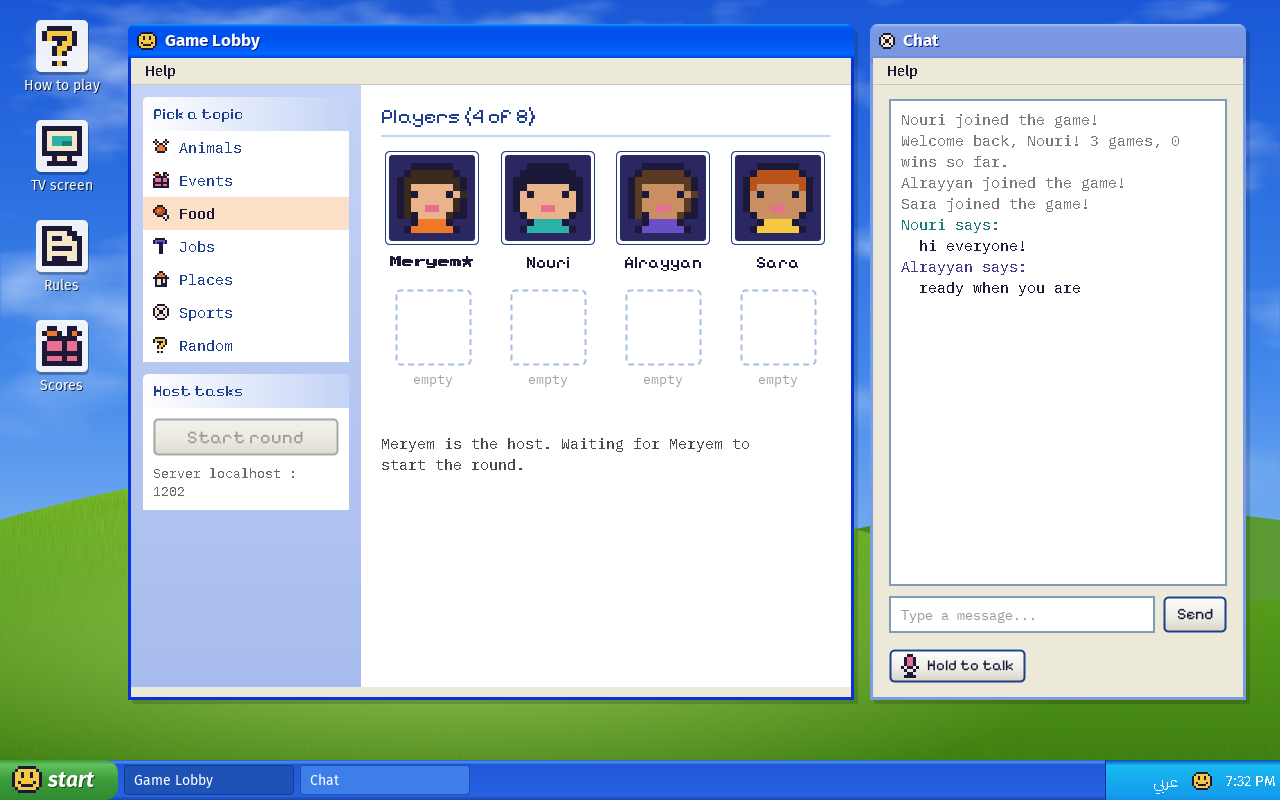 How to play
TV screen
Rules
Scores
Game Lobby
Help
Pick a topic
Animals
Events
Food
Jobs
Places
Sports
Random
Host tasks
Start round
Server localhost :
1202
Players (4 of 8)
Meryem★ Nouri Alrayyan Sara
empty empty empty empty
Meryem is the host. Waiting for Meryem to
start the round.
Chat
Help
Nouri joined the game!
Welcome back, Nouri! 3 games, 0
wins so far.
Alrayyan joined the game!
Sara joined the game!
Nouri says:
hi everyone!
Alrayyan says:
ready when you are
Type a message...
Send
Hold to talk
start Game Lobby Chat عربي 7:32 PM